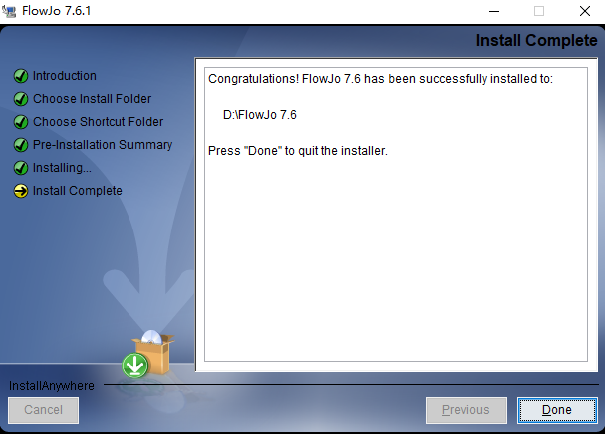 FlowJo 7.6.1
Install Complete
Introduction
Choose Install Folder
Choose Shortcut Folder
Pre-Installation Summary
Installing...
Install Complete
Congratulations! FlowJo 7.6 has been successfully installed to:
D:\FlowJo 7.6
Press "Done" to quit the installer.
InstallAnywhere
Cancel
Previous
Done